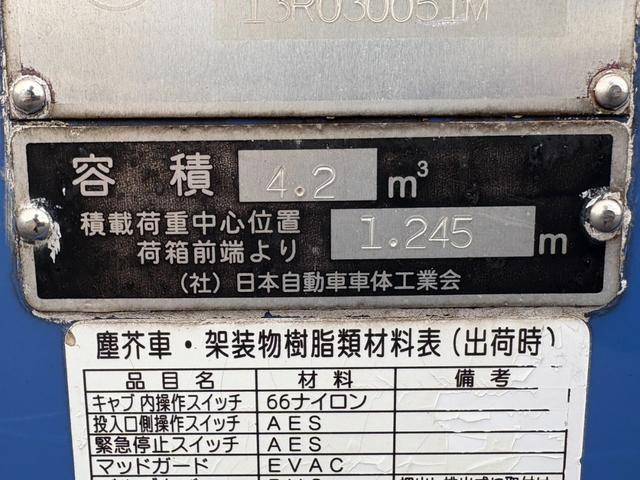 13R030051M
容積 4.2 m³
積載荷重中心位置
荷箱前端より 1.245 m
(社)日本自動車車体工業会
塵芥車・架装物樹脂類材料表(出荷時)
品目名 材料 備考
キャブ内操作スイッチ 66ナイロン
投入口側操作スイッチ AES
緊急停止スイッチ AES
マッドガード EVAC